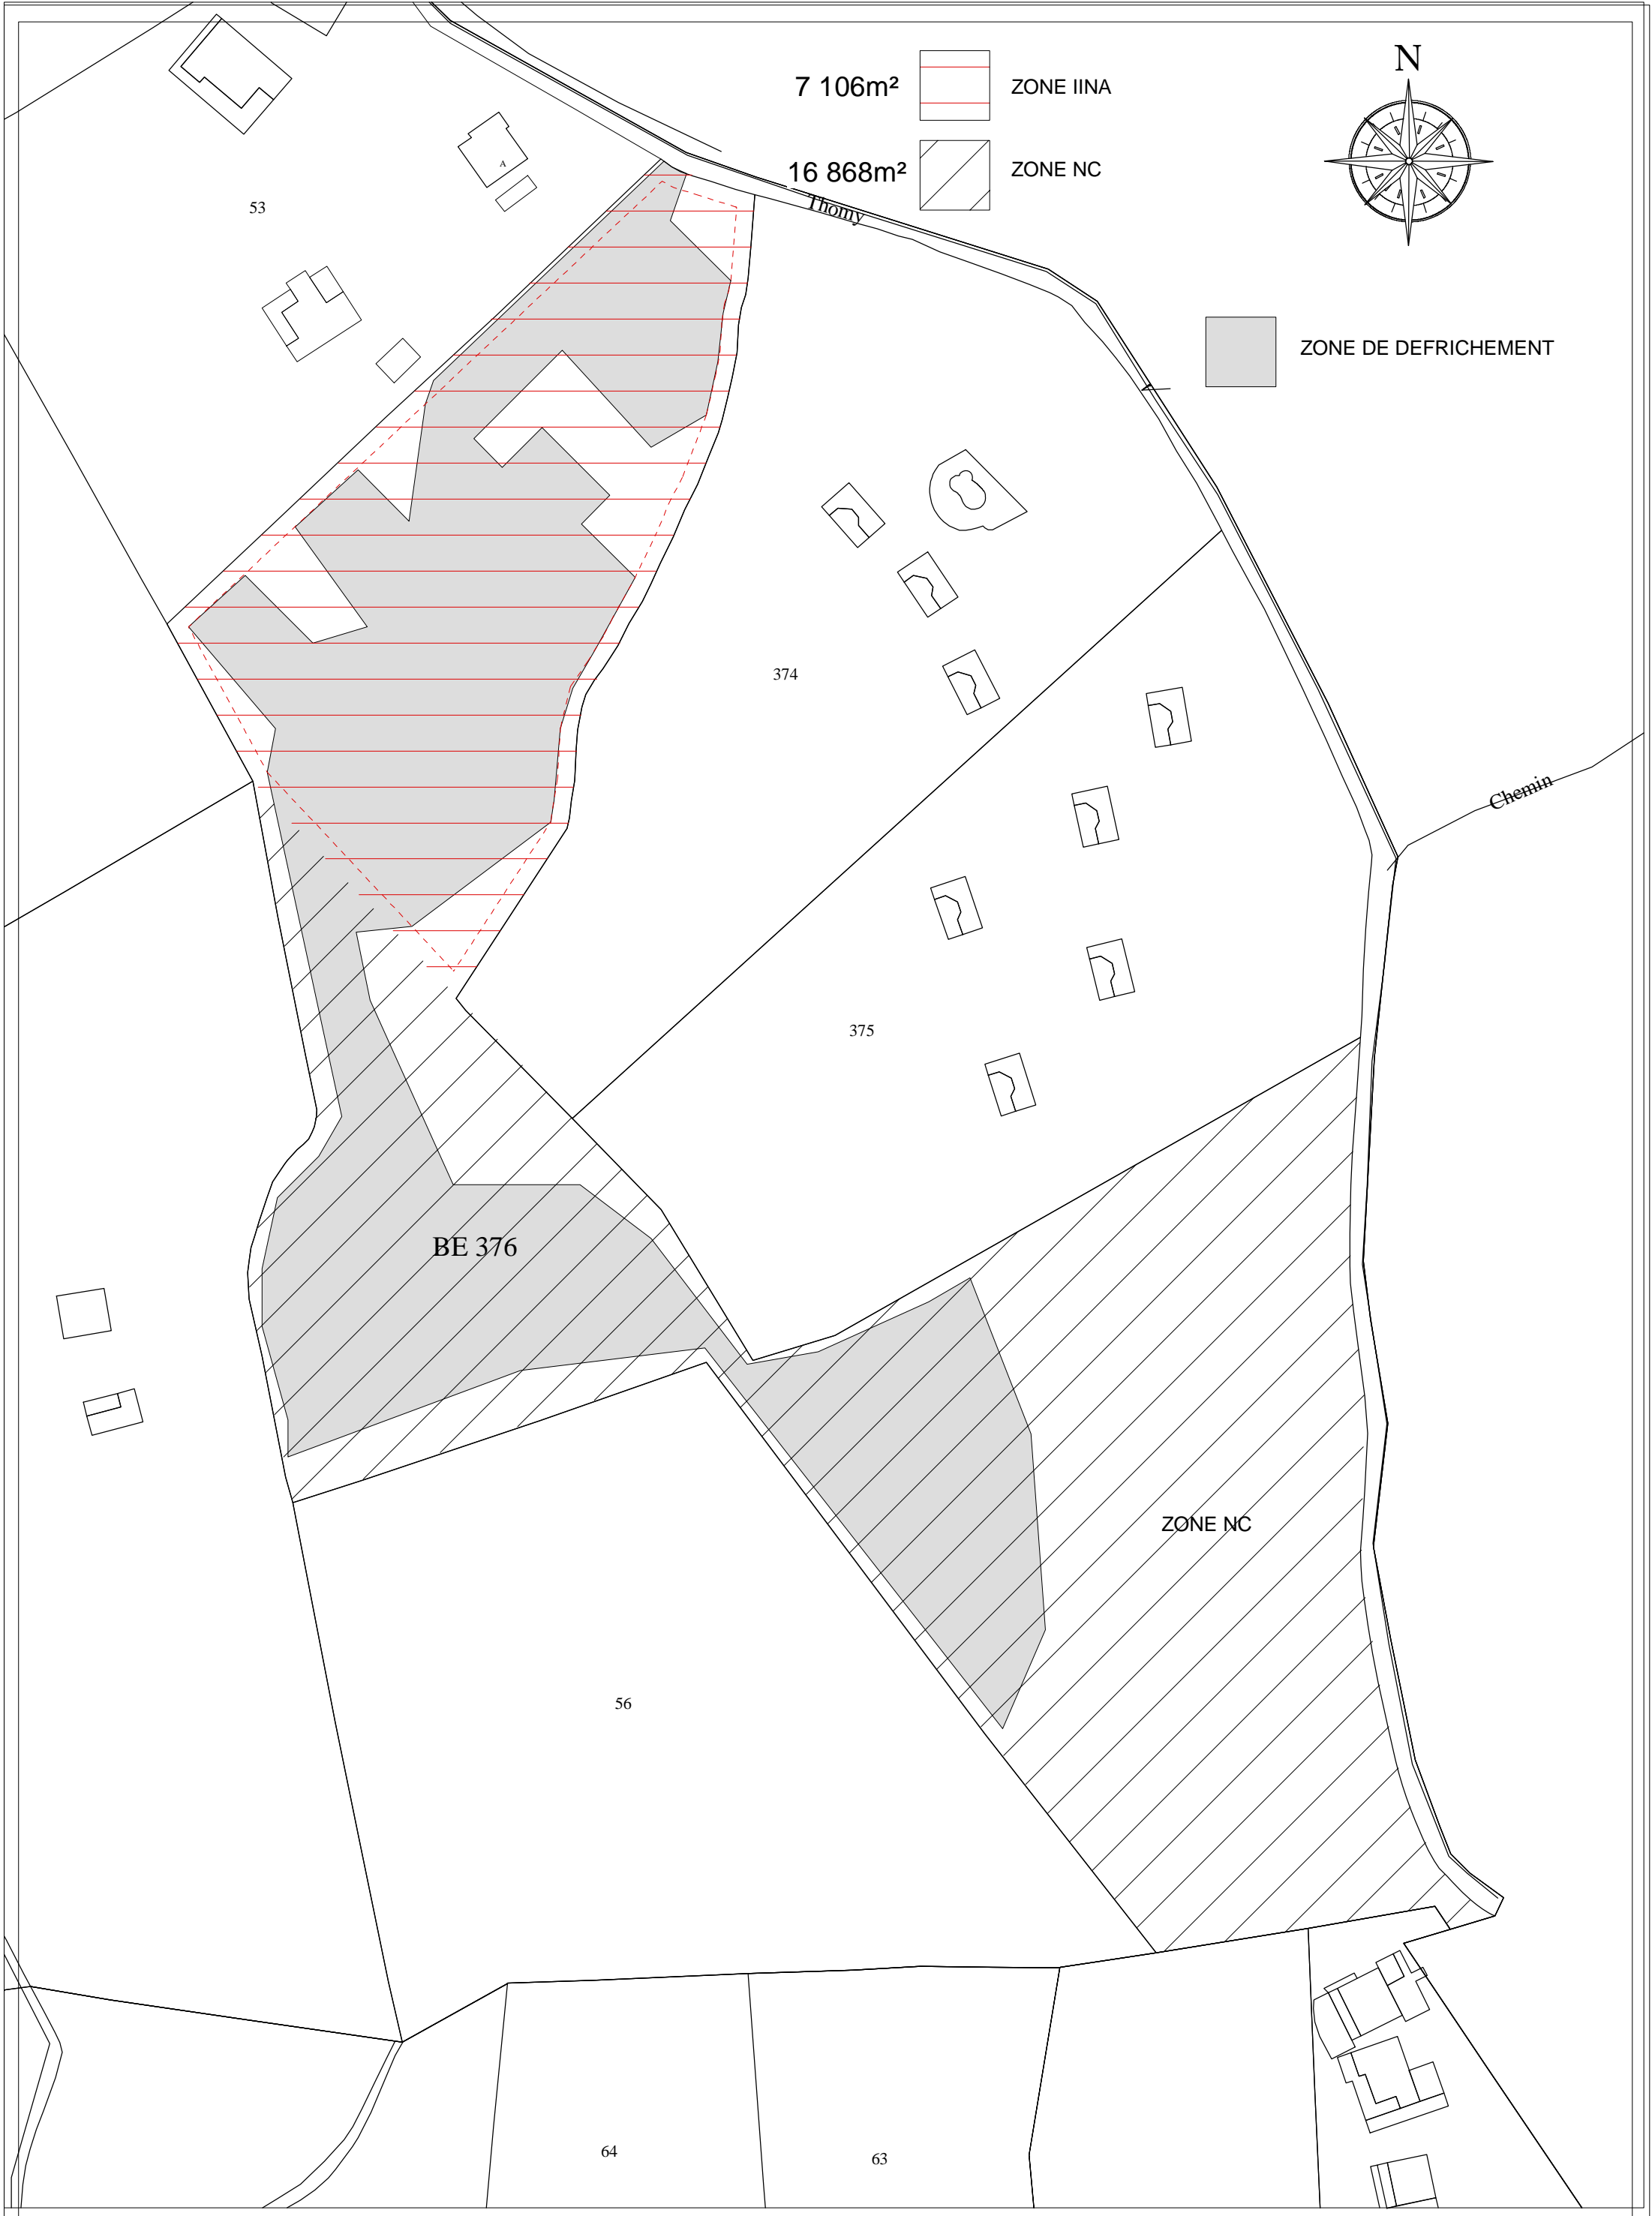 N
7 106m²
ZONE IINA
16 868m²
ZONE NC
A
53
Thomy
ZONE DE DEFRICHEMENT
374
Chemin
375
BE 376
ZONE NC
56
64
63